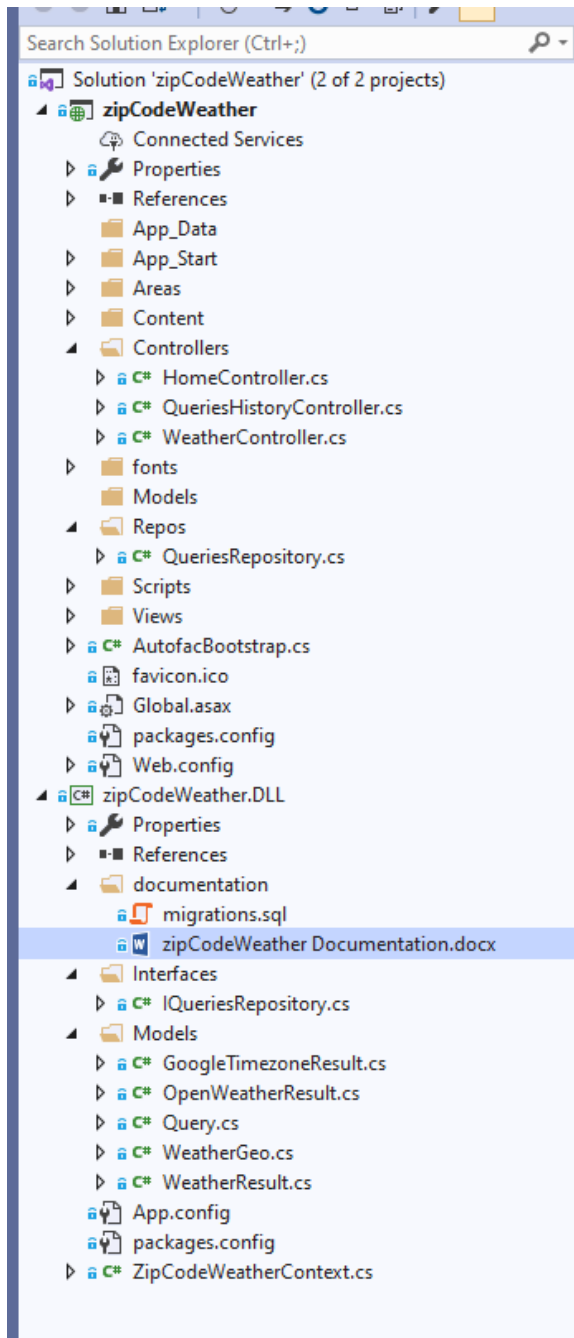 Search Solution Explorer (Ctrl+;)
Solution 'zipCodeWeather' (2 of 2 projects)
zipCodeWeather
Connected Services
Properties
References
App_Data
App_Start
Areas
Content
Controllers
C# HomeController.cs
C# QueriesHistoryController.cs
C# WeatherController.cs
fonts
Models
Repos
C# QueriesRepository.cs
Scripts
Views
C# AutofacBootstrap.cs
favicon.ico
Global.asax
packages.config
Web.config
C# zipCodeWeather.DLL
Properties
References
documentation
migrations.sql
W zipCodeWeather Documentation.docx
Interfaces
C# IQueriesRepository.cs
Models
C# GoogleTimezoneResult.cs
C# OpenWeatherResult.cs
C# Query.cs
C# WeatherGeo.cs
C# WeatherResult.cs
App.config
packages.config
C# ZipCodeWeatherContext.cs